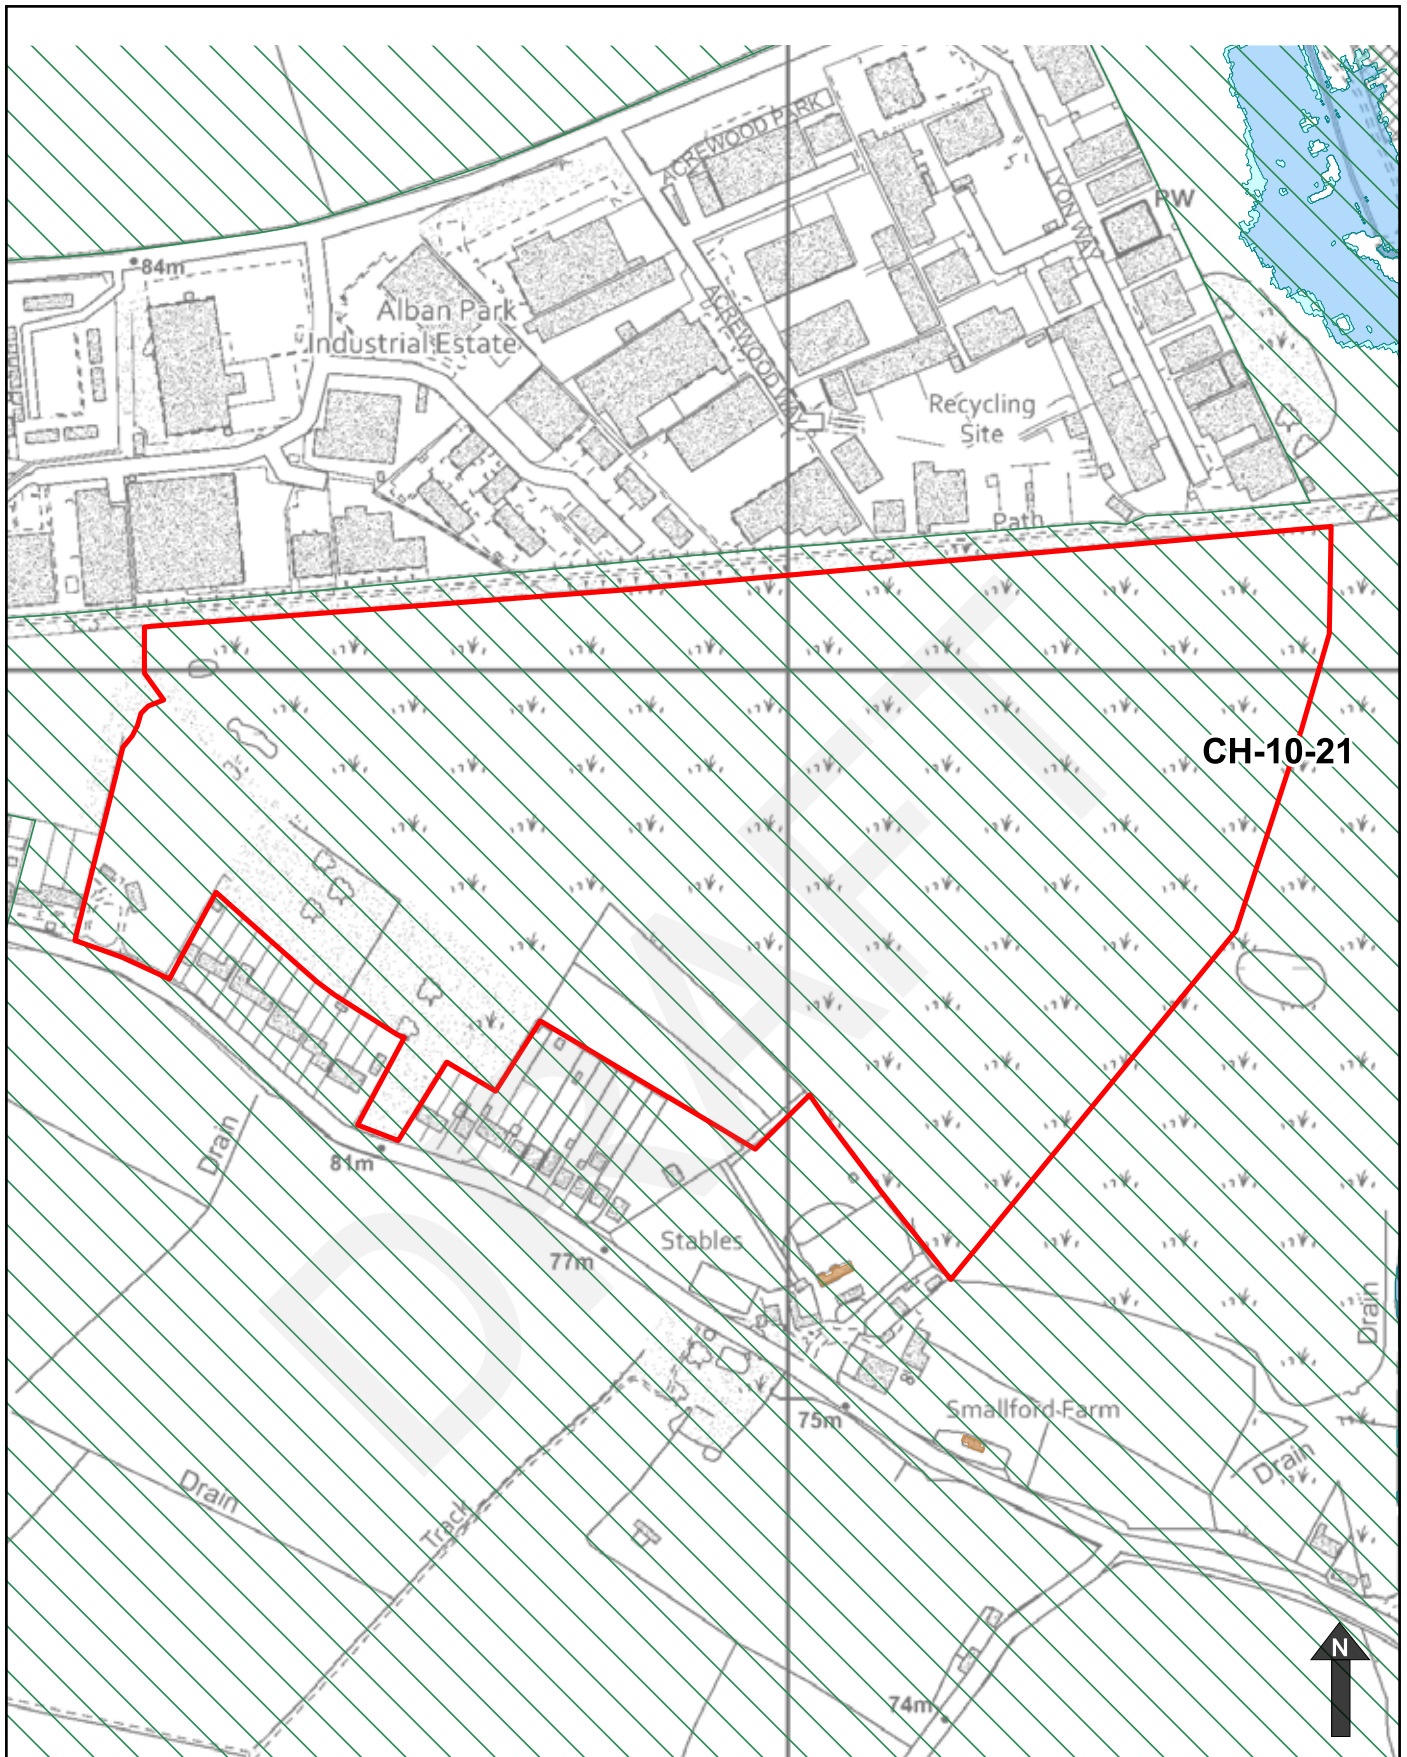 ACREWOOD PARK
LYON WAY
PW
84m
Alban Park
Industrial Estate
ACREWOOD WAY
Recycling
Site
Path
CH-10-21
DRAFT
Drain
81m
Stables
77m
Drain
75m
Smallford Farm
Drain
Drain
Track
74m
N